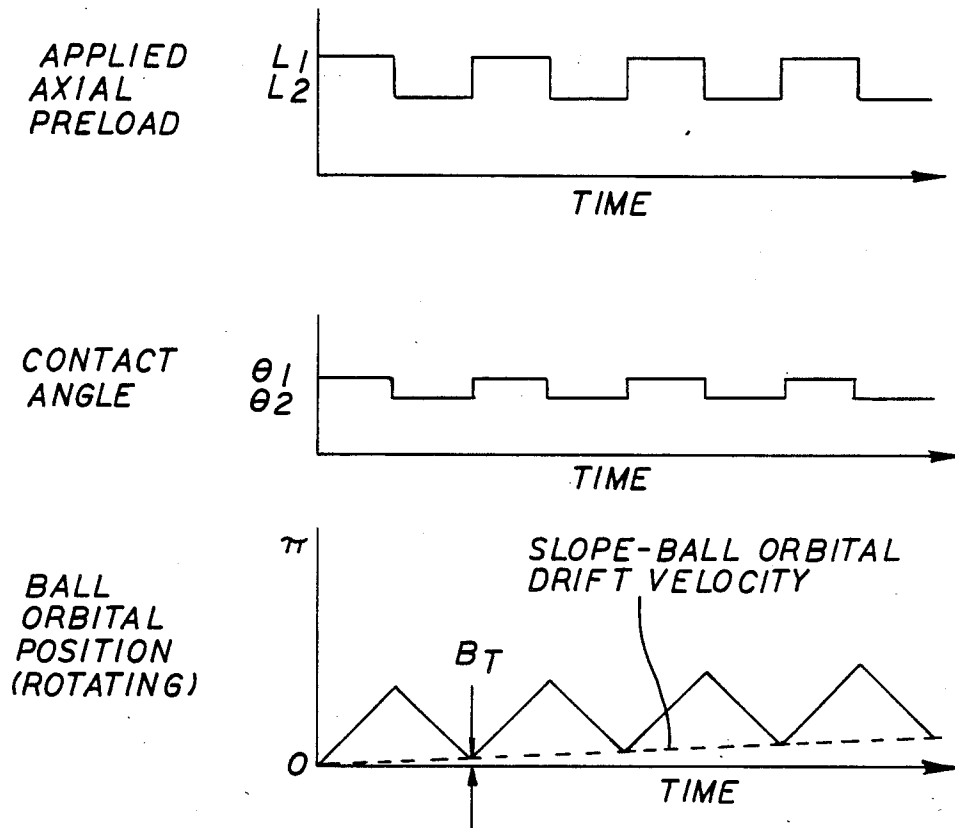 APPLIED
AXIAL
PRELOAD
L1
L2
TIME
CONTACT
ANGLE
θ1
θ2
TIME
BALL
ORBITAL
POSITION
(ROTATING)
π
0
SLOPE-BALL ORBITAL
DRIFT VELOCITY
BT
TIME